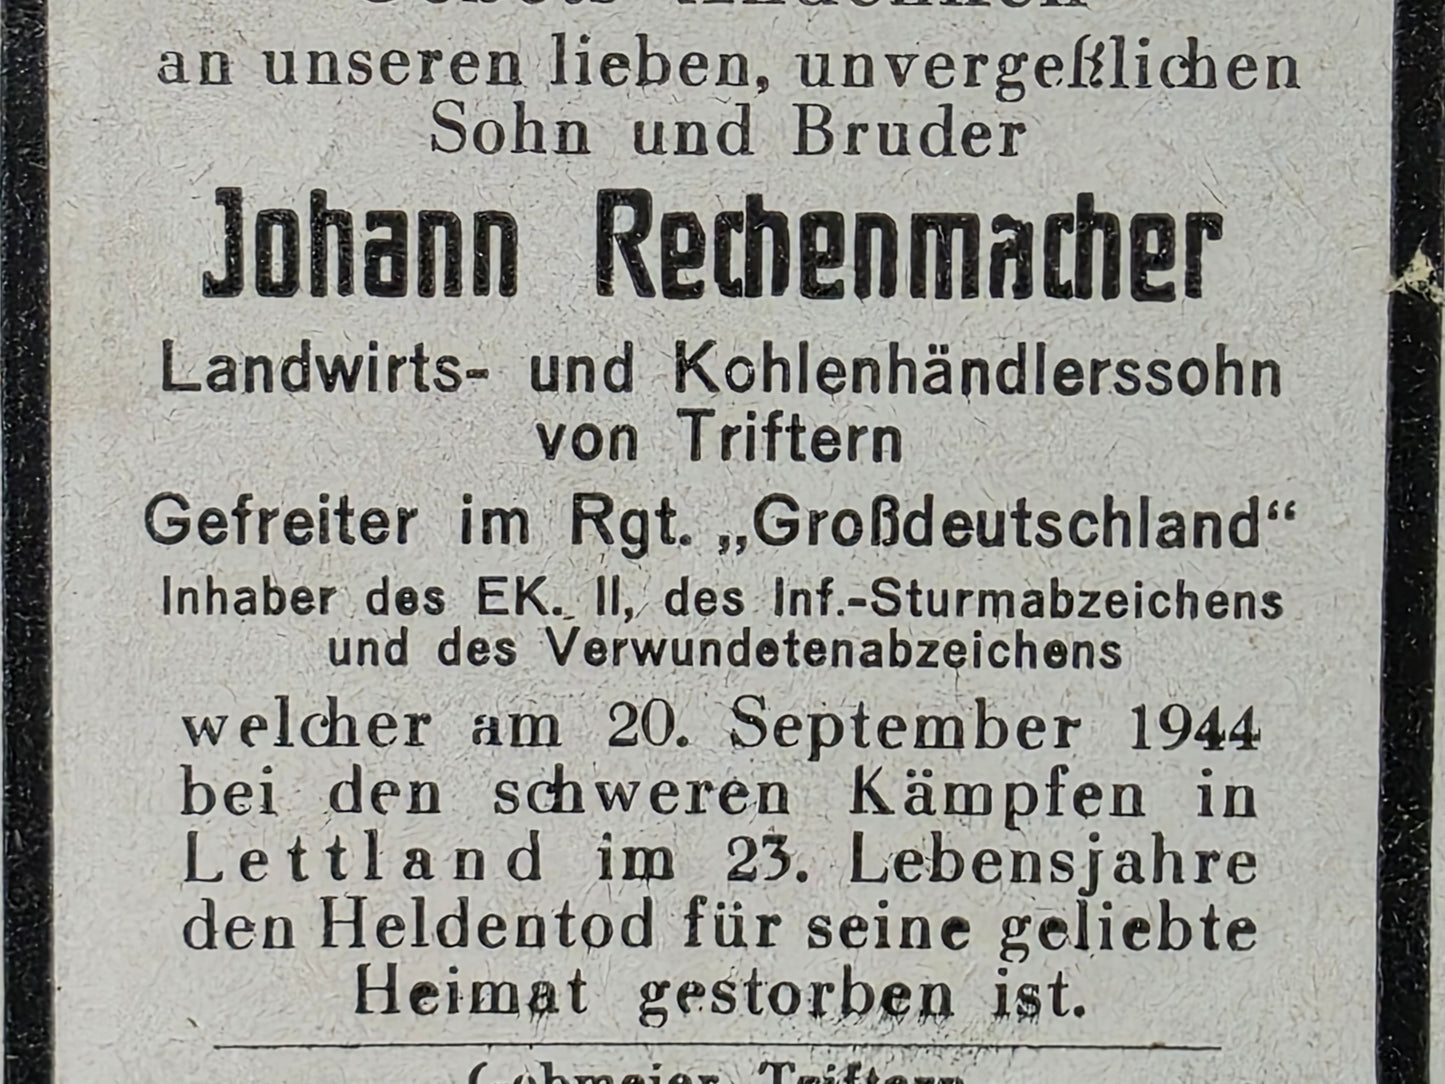 an unseren lieben, unvergeßlichen
Sohn und Bruder
Johann Rechenmacher
Landwirts- und Kohlenhändlerssohn
von Triftern
Gefreiter im Rgt. „Großdeutschland“
Inhaber des EK. II, des Inf.-Sturmabzeichens
und des Verwundetenabzeichens
welcher am 20. September 1944
bei den schweren Kämpfen in
Lettland im 23. Lebensjahre
den Heldentod für seine geliebte
Heimat gestorben ist.
Triftern